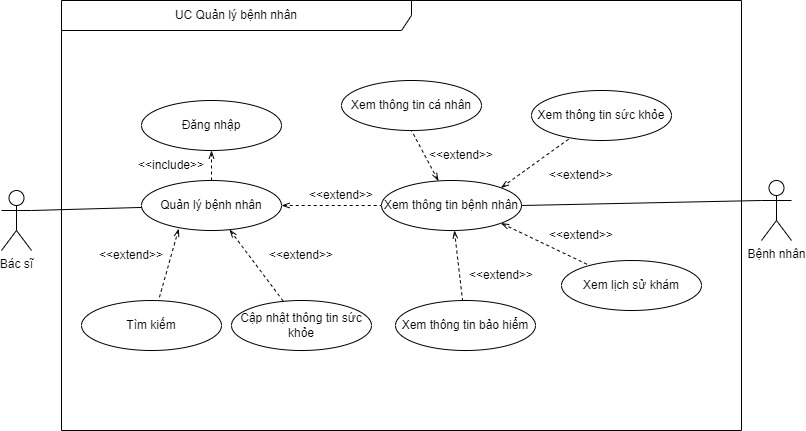 UC Quản lý bệnh nhân
Xem thông tin cá nhân
Xem thông tin sức khỏe
Đăng nhập
<<include>>
<<extend>>
<<extend>>
<<extend>>
Quản lý bệnh nhân
Xem thông tin bệnh nhân
Bác sĩ
Bệnh nhân
<<extend>>
<<extend>>
<<extend>>
<<extend>>
Xem lịch sử khám
Tìm kiếm
Cập nhật thông tin sức
khỏe
Xem thông tin bảo hiểm